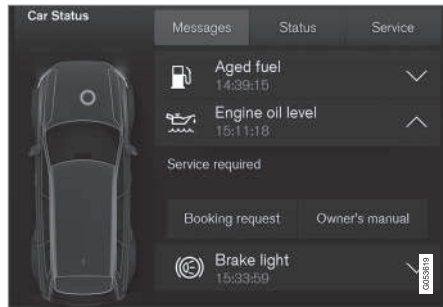 Car Status
Messages Status Service
Aged fuel
14:39:15
Engine oil level
15:11:18
Service required
Booking request Owner's manual
Brake light
15:33:59
G053619